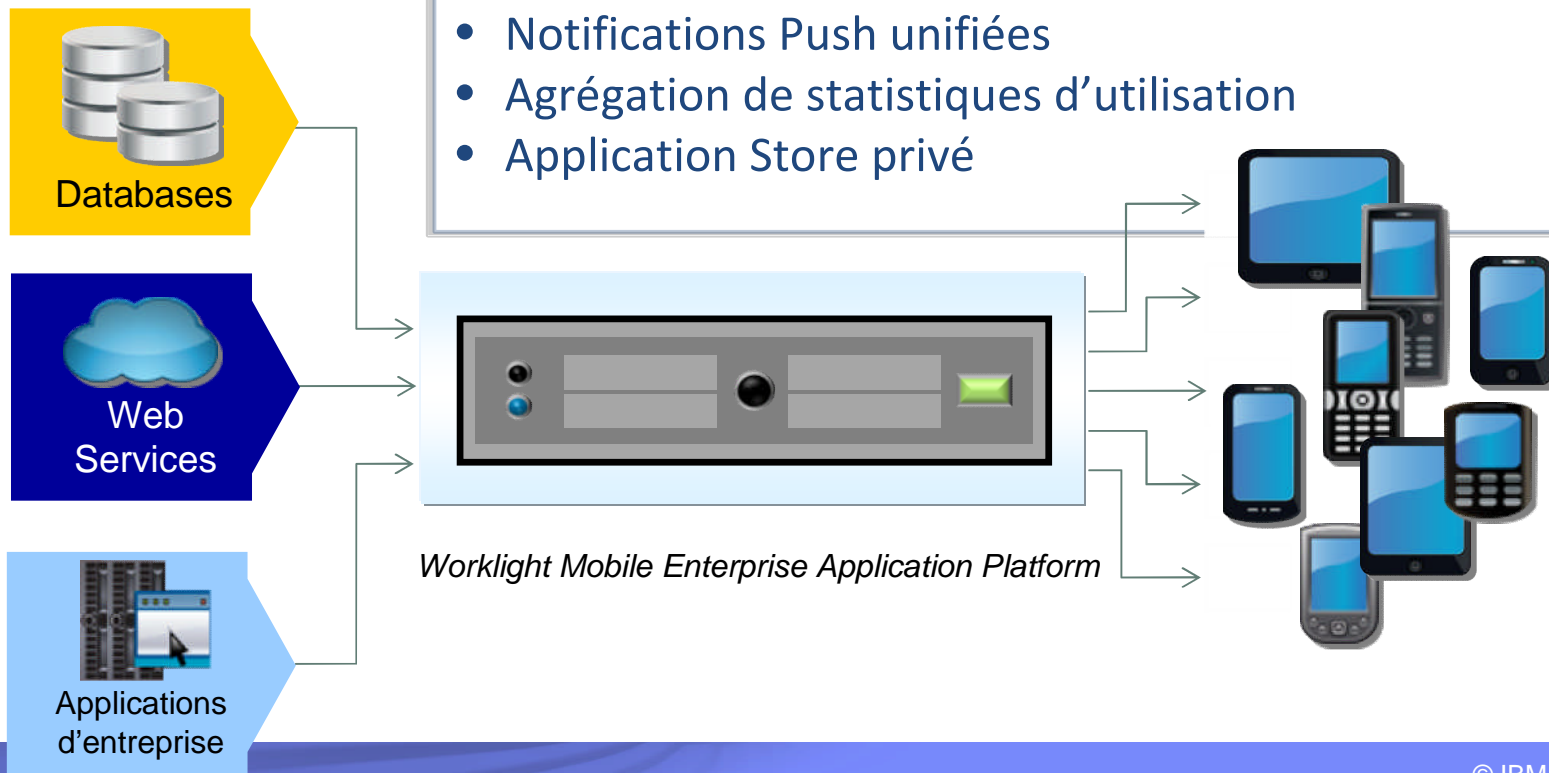 • Notifications Push unifiées
• Agrégation de statistiques d’utilisation
• Application Store privé
Databases
Web
Services
Worklight Mobile Enterprise Application Platform
Applications
d’entreprise
© IBM